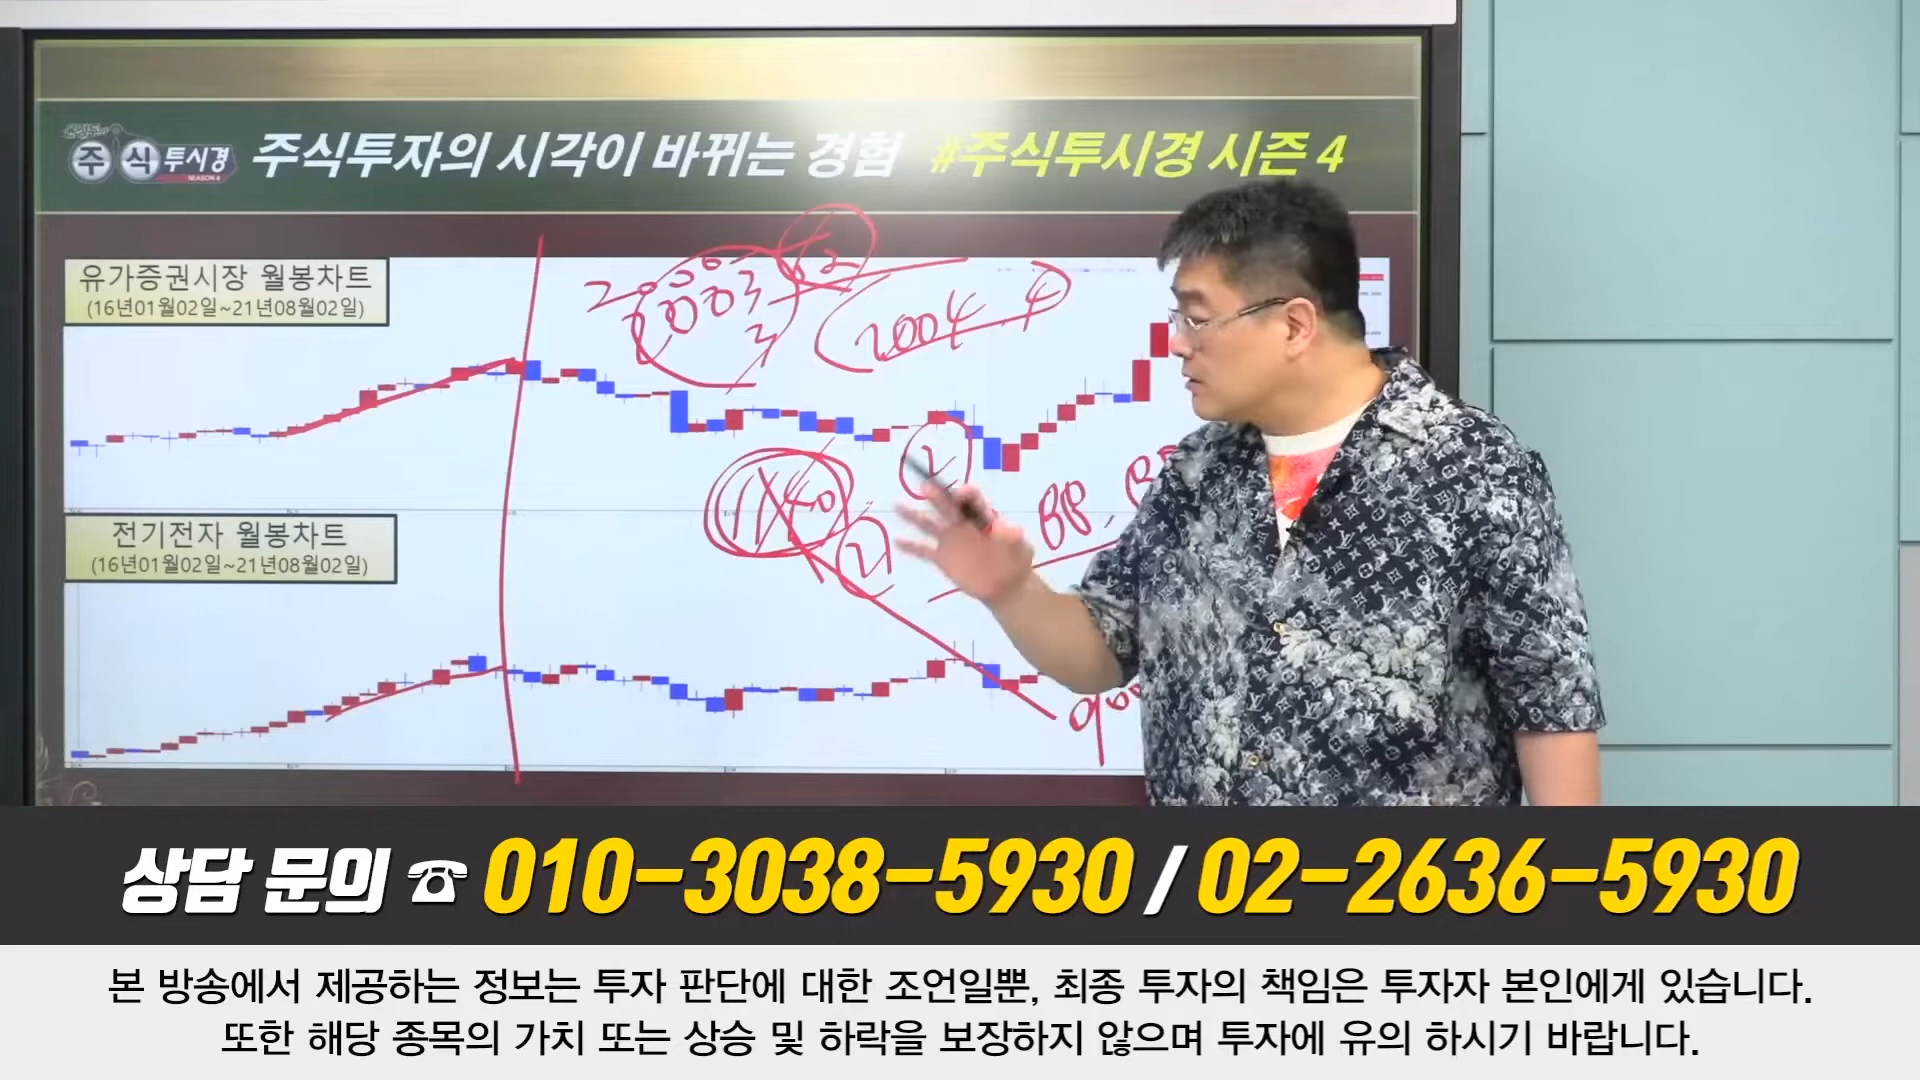 주식투시경
SEASON 4
주식투자의 시각이 바뀌는 경험 #주식투시경 시즌 4
유가증권시장 월봉차트
(16년01월02일~21년08월02일)
2004 4
전기전자 월봉차트
(16년01월02일~21년08월02일)
상담 문의 ☎ 010-3038-5930 / 02-2636-5930
본 방송에서 제공하는 정보는 투자 판단에 대한 조언일뿐, 최종 투자의 책임은 투자자 본인에게 있습니다.
또한 해당 종목의 가치 또는 상승 및 하락을 보장하지 않으며 투자에 유의 하시기 바랍니다.